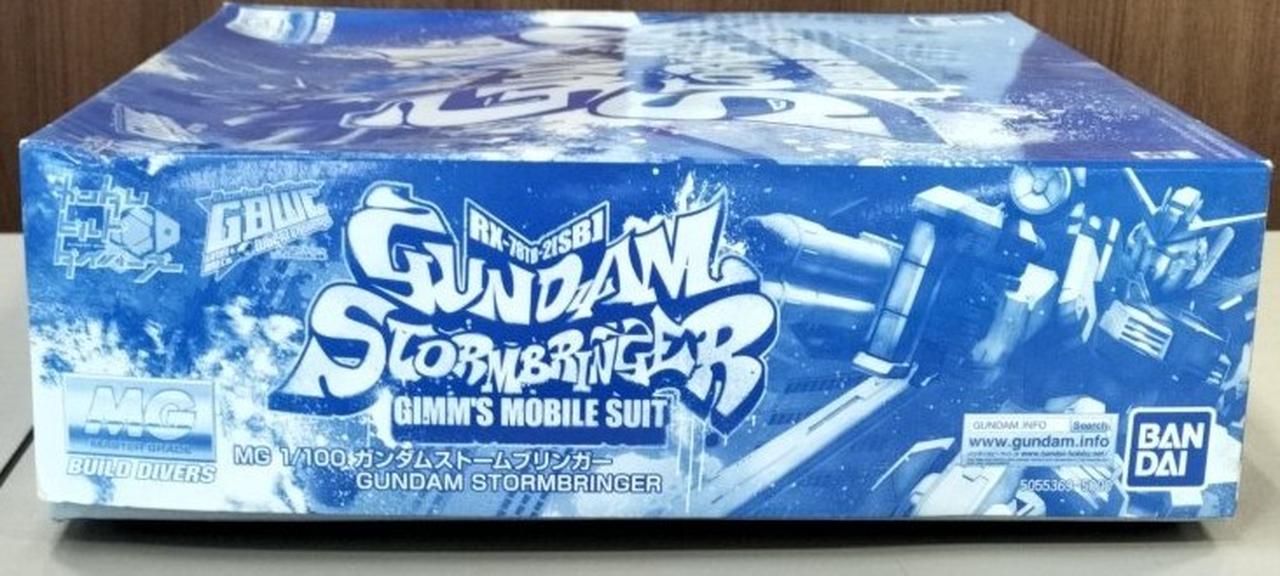 GBWC
RX-78TB-2[SB]
GUNDAM
STORMBRINGER
GIMM'S MOBILE SUIT
MG
MASTER GRADE
BUILD DIVERS
MG 1/100 ガンダムストームブリンガー
GUNDAM STORMBRINGER
GUNDAM.INFO Search
www.gundam.info
BAN
DAI